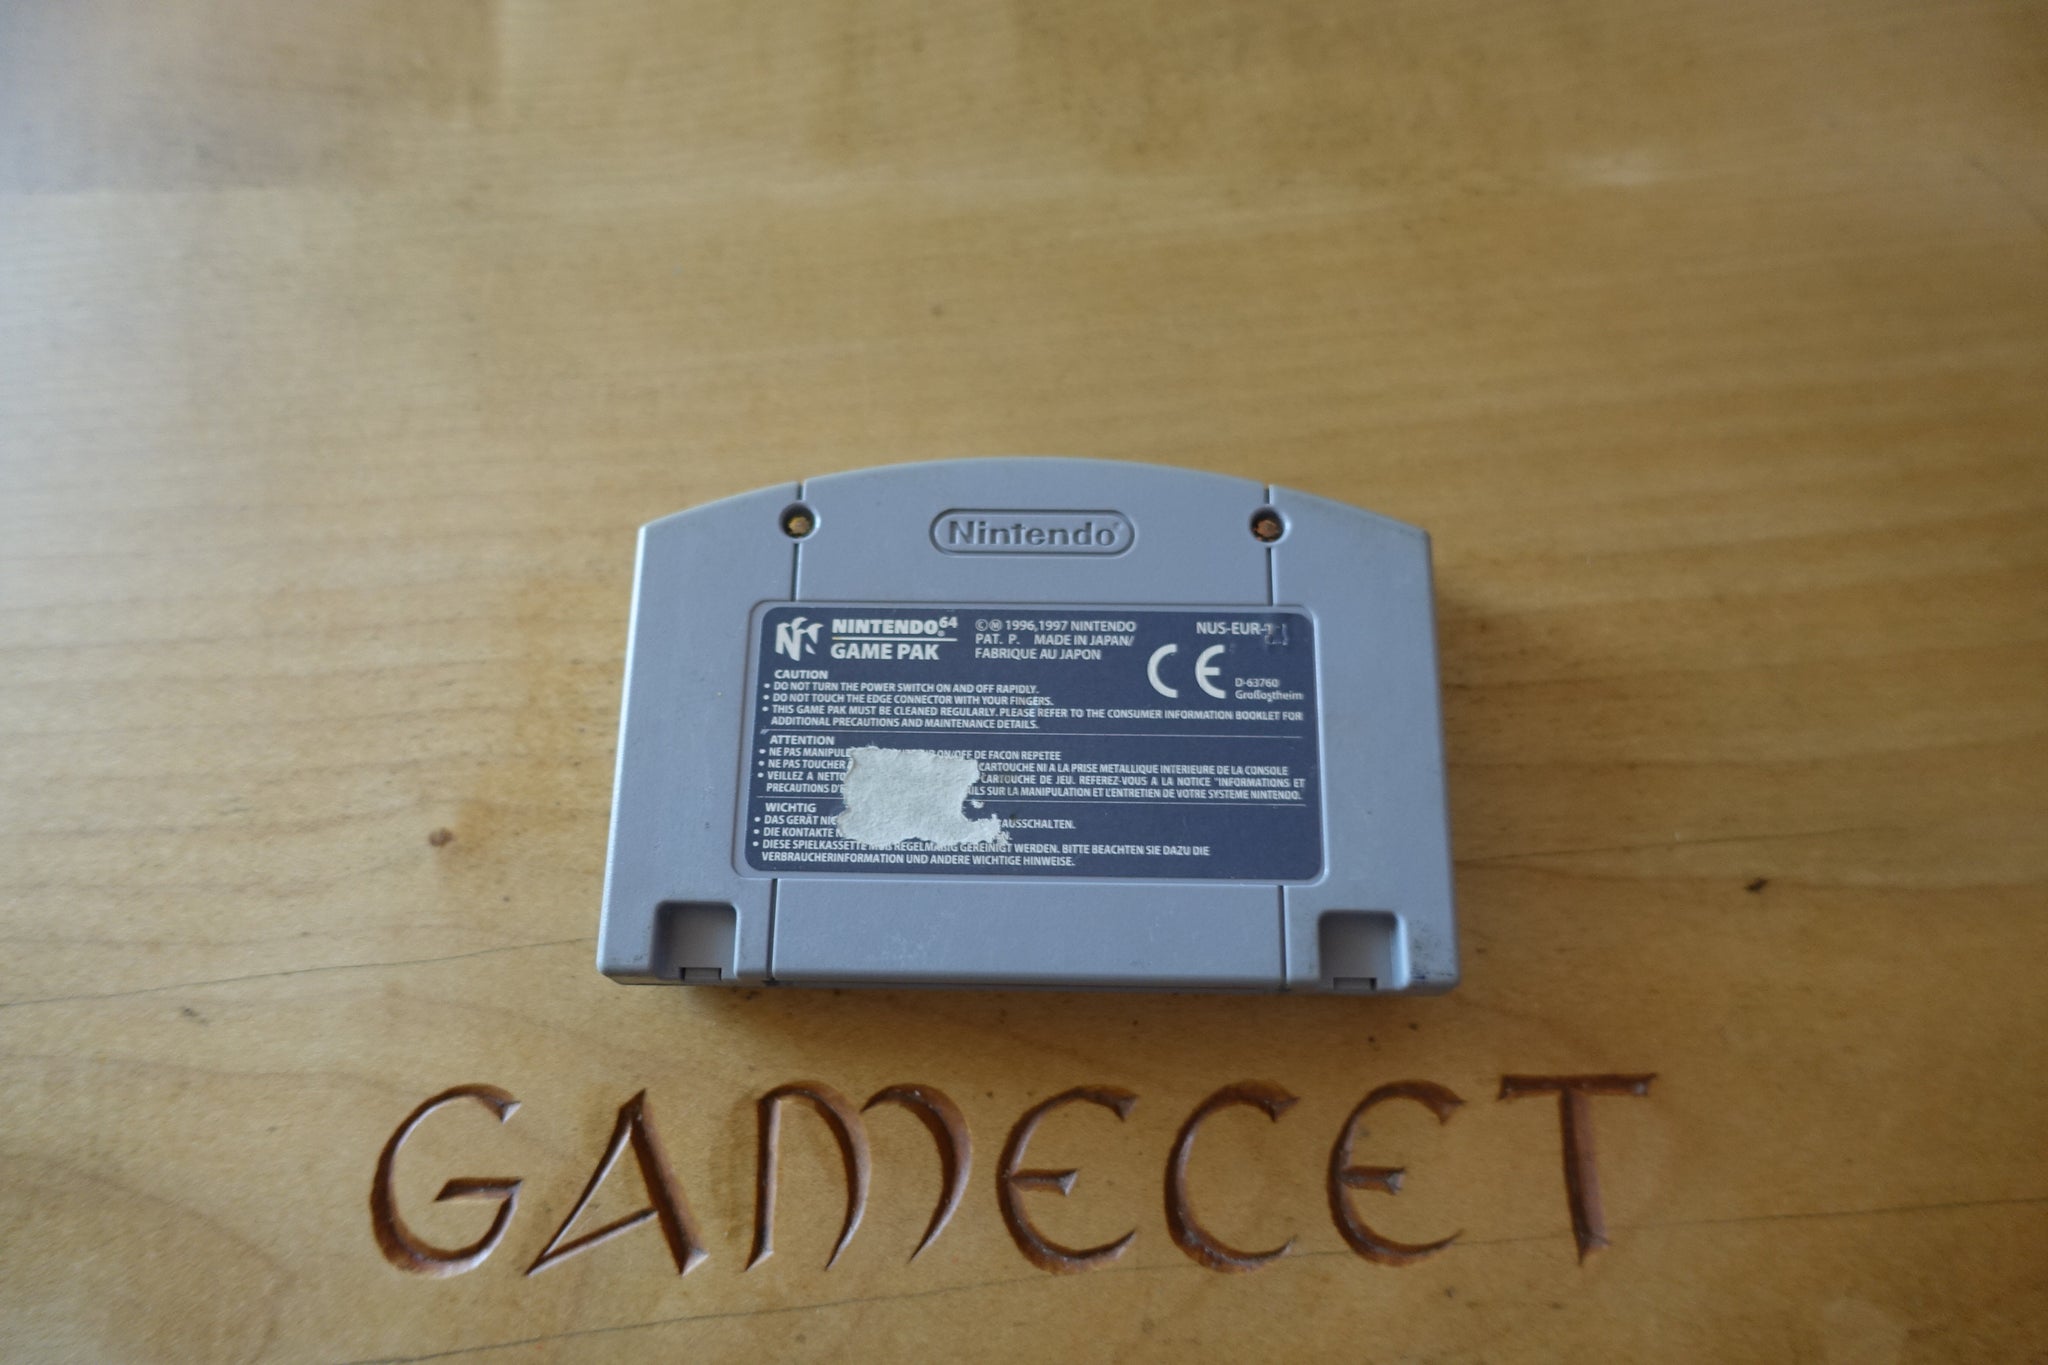 Nintendo
NINTENDO 64
GAME PAK
©Ⓜ 1996,1997 NINTENDO
PAT. P. MADE IN JAPAN/
FABRIQUE AU JAPON
NUS-EUR-1
CE
D-63760
Großostheim
CAUTION
• DO NOT TURN THE POWER SWITCH ON AND OFF RAPIDLY.
• DO NOT TOUCH THE EDGE CONNECTOR WITH YOUR FINGERS.
• THIS GAME PAK MUST BE CLEANED REGULARLY. PLEASE REFER TO THE CONSUMER INFORMATION BOOKLET FOR
ADDITIONAL PRECAUTIONS AND MAINTENANCE DETAILS.
ATTENTION
• NE PAS ON/OFF DE FACON REPETEE
• NE PAS TOUCHER CARTOUCHE NI A LA PRISE METALLIQUE INTERIEURE DE LA CONSOLE
• VEILLEZ A CARTOUCHE DE JEU. REFEREZ-VOUS A LA NOTICE "INFORMATIONS ET
PRECAUTIONS SUR LA MANIPULATION ET L'ENTRETIEN DE VOTRE SYSTEME NINTENDO.
WICHTIG
• DAS GERÄT AUSSCHALTEN.
• DIE KONTAKTE
• DIESE SPIELKASSETTE MUß REGELMÄßIG GEREINIGT WERDEN. BITTE BEACHTEN SIE DAZU DIE
VERBRAUCHERINFORMATION UND ANDERE WICHTIGE HINWEISE.
GAMECET